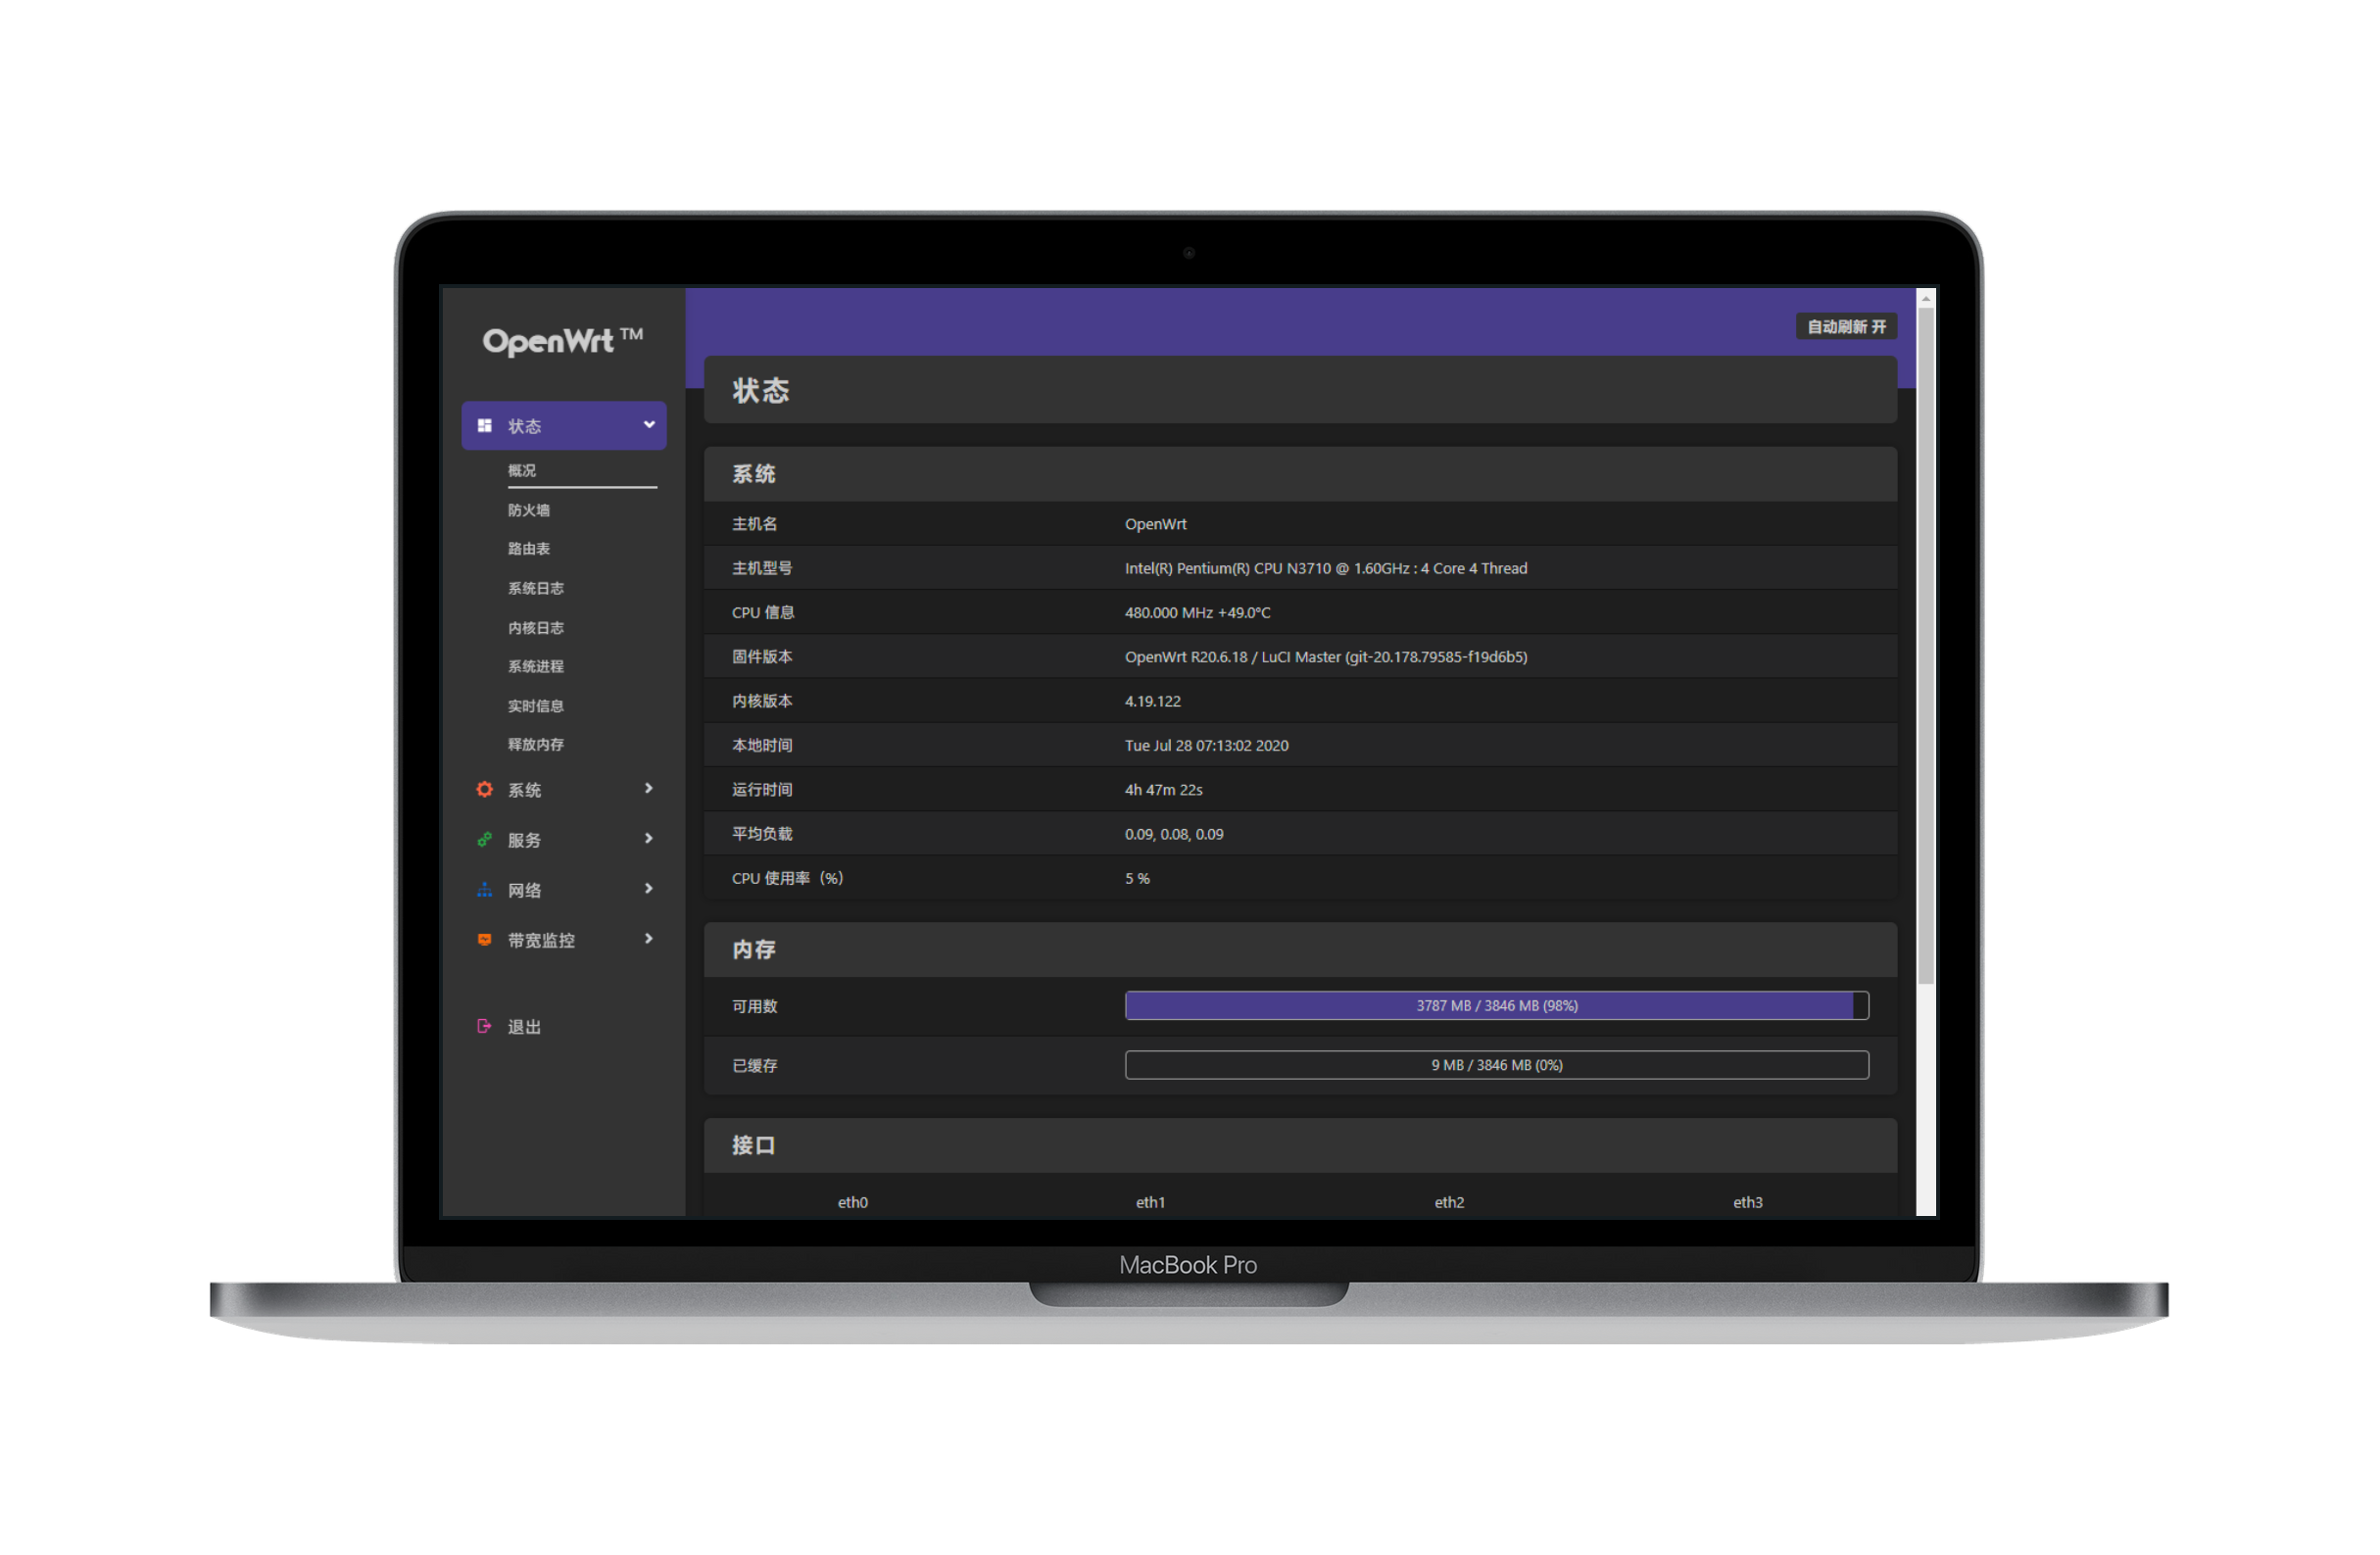 OpenWrt™
自动刷新 开
状态
概况
防火墙
路由表
系统日志
内核日志
系统进程
实时信息
释放内存
系统
服务
网络
带宽监控
退出
状态
系统
主机名 OpenWrt
主机型号 Intel(R) Pentium(R) CPU N3710 @ 1.60GHz : 4 Core 4 Thread
CPU 信息 480.000 MHz +49.0°C
固件版本 OpenWrt R20.6.18 / LuCI Master (git-20.178.79585-f19d6b5)
内核版本 4.19.122
本地时间 Tue Jul 28 07:13:02 2020
运行时间 4h 47m 22s
平均负载 0.09, 0.08, 0.09
CPU 使用率（%） 5 %
内存
可用数 3787 MB / 3846 MB (98%)
已缓存 9 MB / 3846 MB (0%)
接口
eth0 eth1 eth2 eth3
MacBook Pro